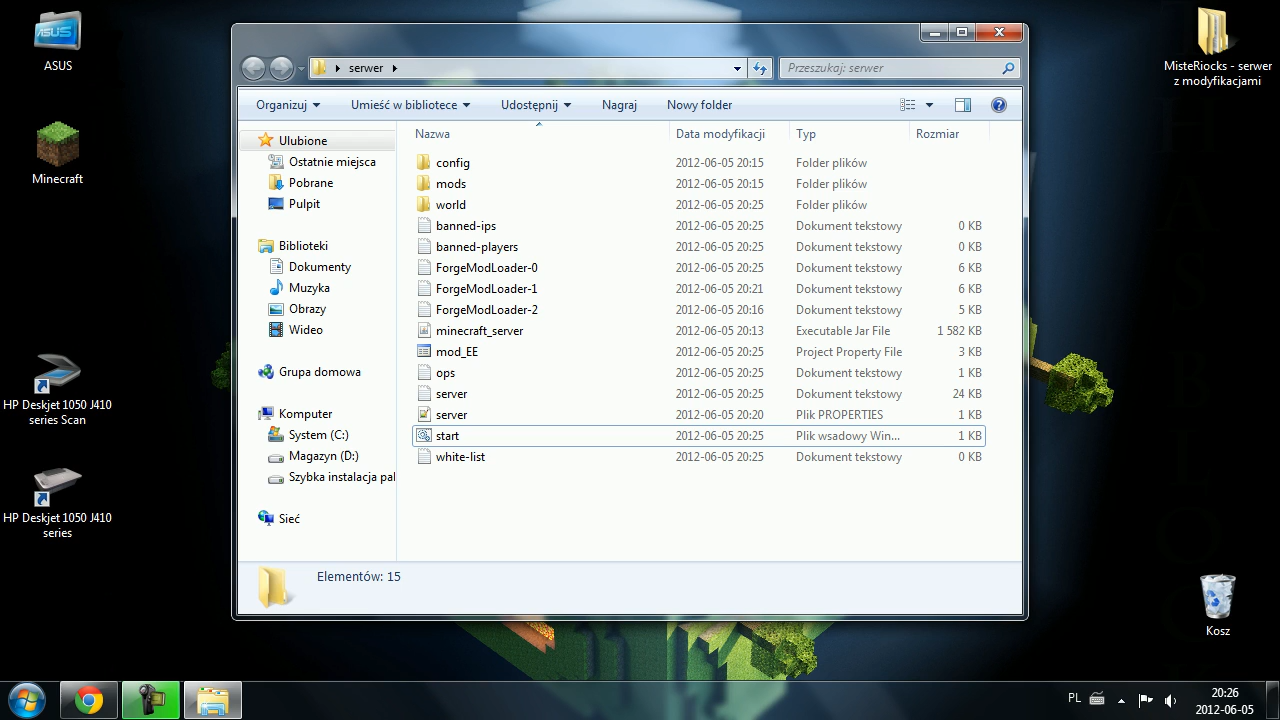 ASUS
Minecraft
HP Deskjet 1050 J410
series Scan
HP Deskjet 1050 J410
series
MisteRiocks - serwer
z modyfikacjami
Kosz
serwer
Przeszukaj: serwer
Organizuj
Umieść w bibliotece
Udostępnij
Nagraj
Nowy folder
Ulubione
Ostatnie miejsca
Pobrane
Pulpit
Biblioteki
Dokumenty
Muzyka
Obrazy
Wideo
Grupa domowa
Komputer
System (C:)
Magazyn (D:)
Szybka instalacja pal
Sieć
Nazwa Data modyfikacji Typ Rozmiar
config 2012-06-05 20:15 Folder plików
mods 2012-06-05 20:15 Folder plików
world 2012-06-05 20:25 Folder plików
banned-ips 2012-06-05 20:25 Dokument tekstowy 0 KB
banned-players 2012-06-05 20:25 Dokument tekstowy 0 KB
ForgeModLoader-0 2012-06-05 20:25 Dokument tekstowy 6 KB
ForgeModLoader-1 2012-06-05 20:21 Dokument tekstowy 6 KB
ForgeModLoader-2 2012-06-05 20:16 Dokument tekstowy 5 KB
minecraft_server 2012-06-05 20:13 Executable Jar File 1 582 KB
mod_EE 2012-06-05 20:25 Project Property File 3 KB
ops 2012-06-05 20:25 Dokument tekstowy 1 KB
server 2012-06-05 20:25 Dokument tekstowy 24 KB
server 2012-06-05 20:20 Plik PROPERTIES 1 KB
start 2012-06-05 20:25 Plik wsadowy Win... 1 KB
white-list 2012-06-05 20:25 Dokument tekstowy 0 KB
Elementów: 15
PL
20:26
2012-06-05